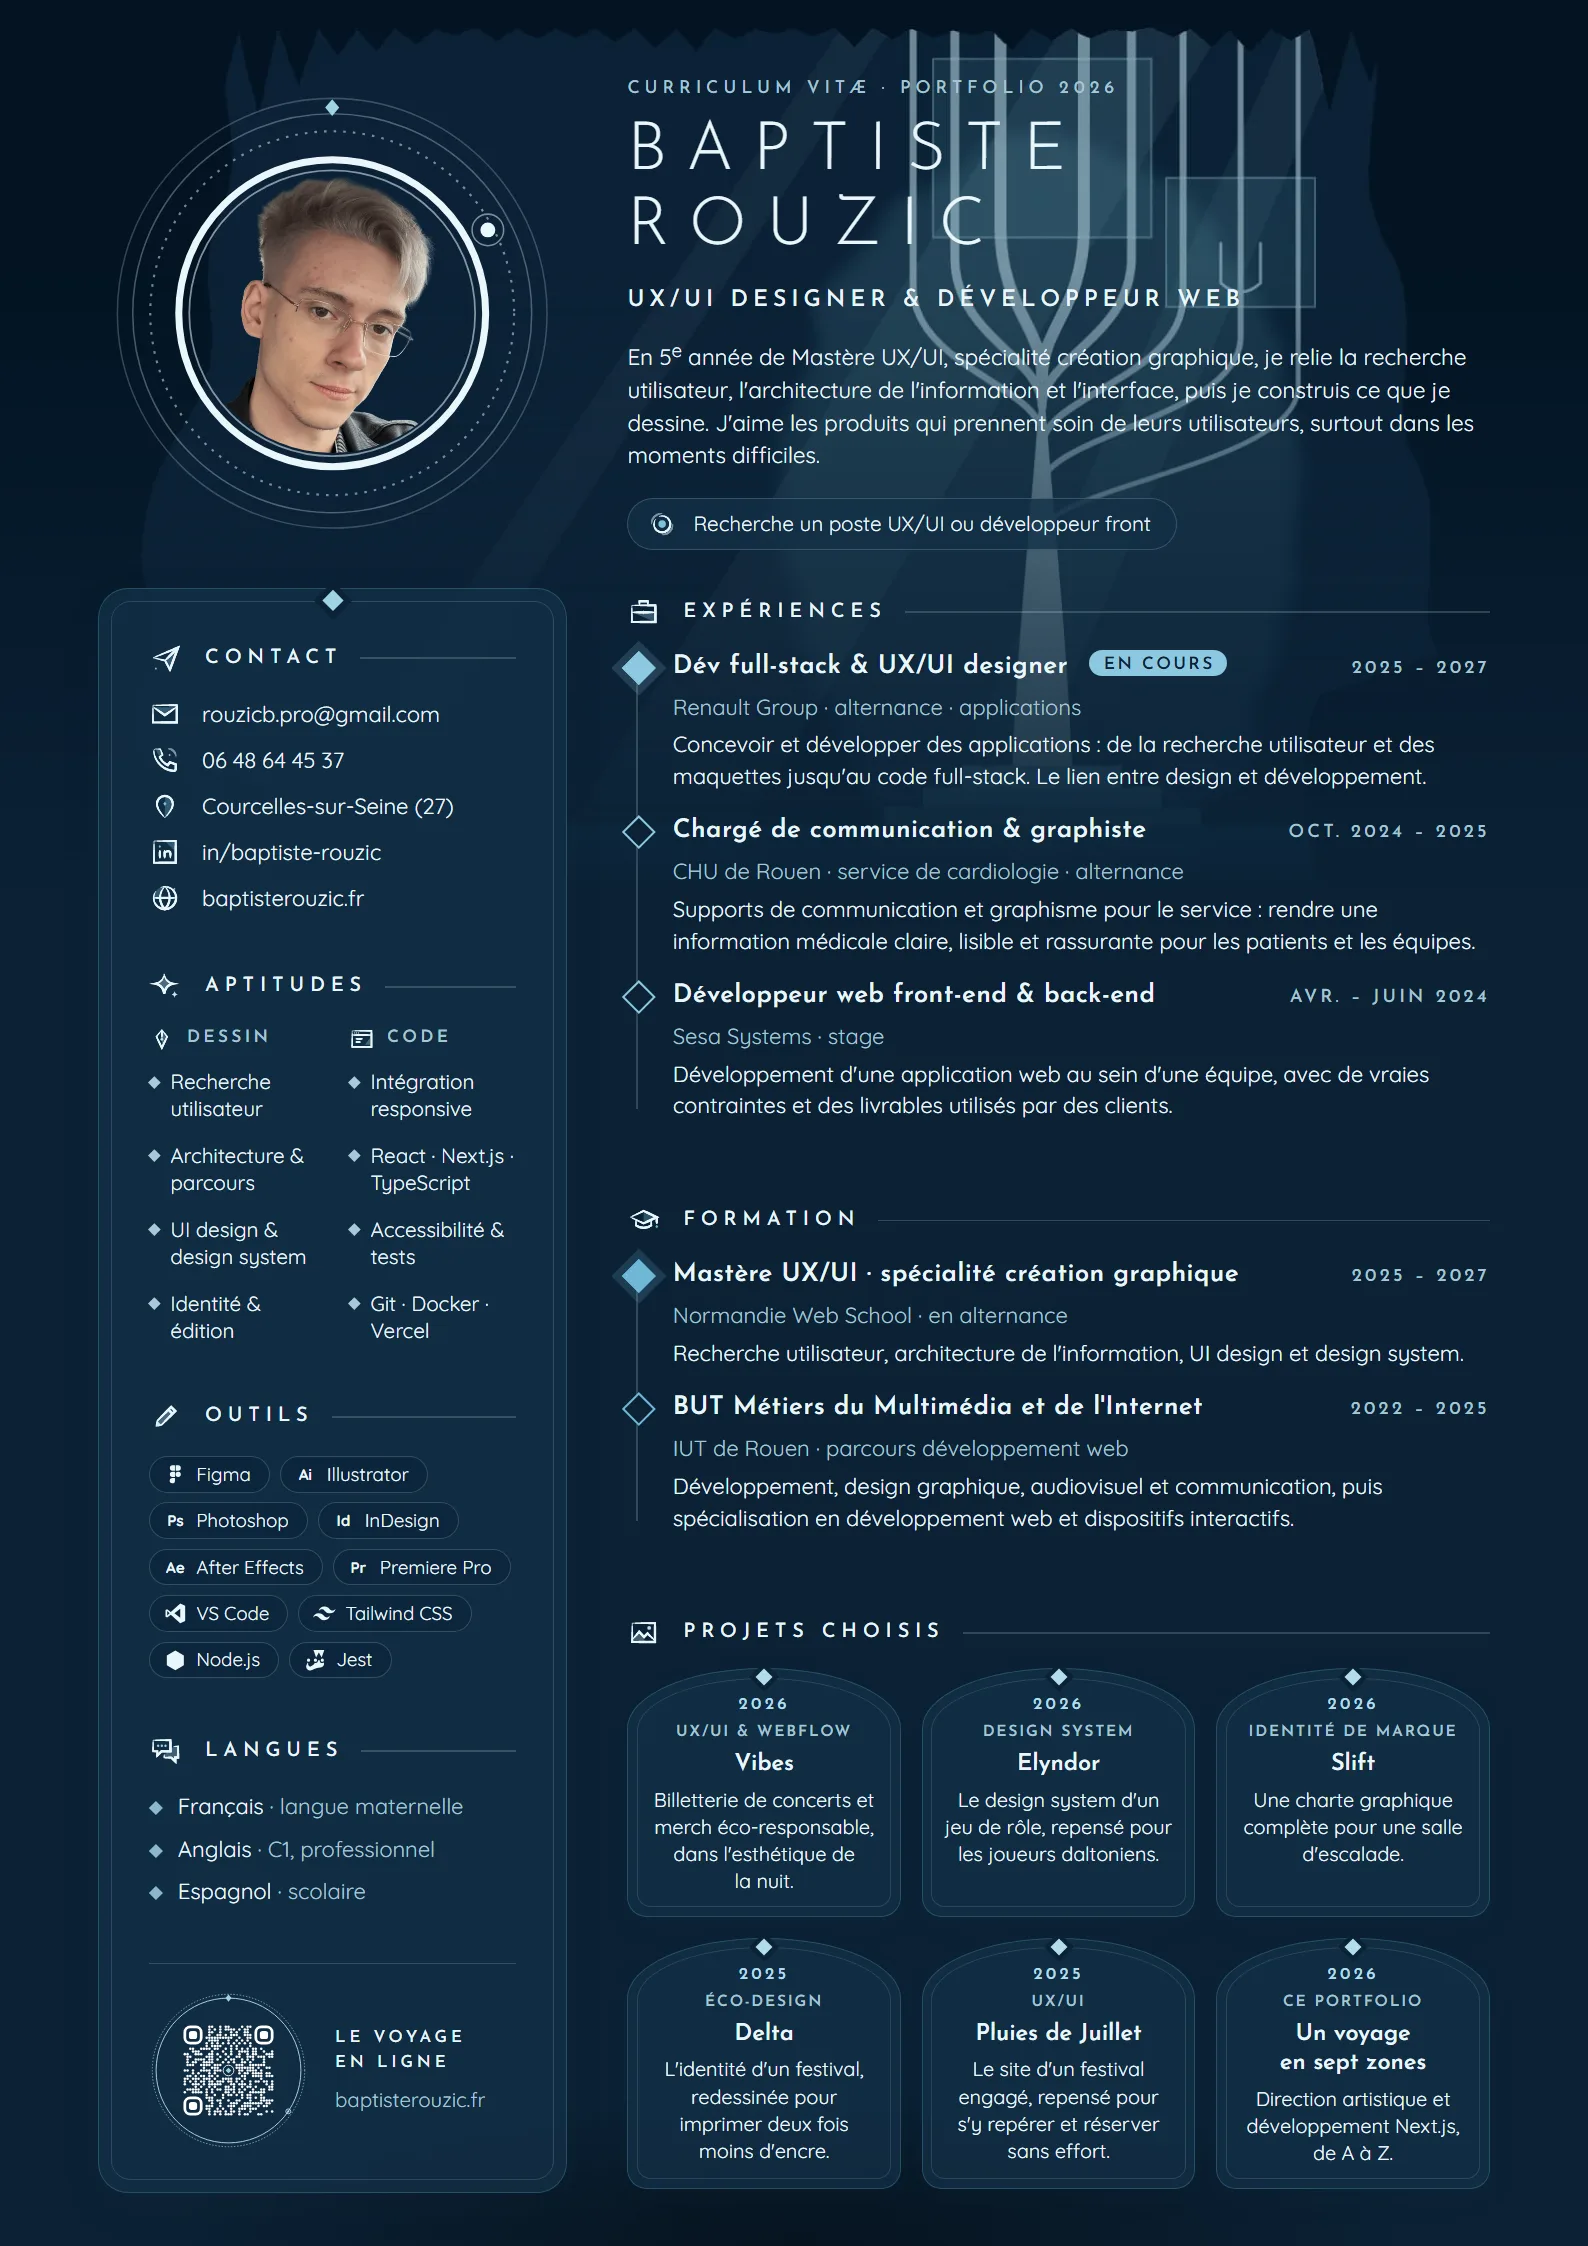 CURRICULUM VITÆ · PORTFOLIO 2026
BAPTISTE
ROUZIC
UX/UI DESIGNER & DÉVELOPPEUR WEB
En 5e année de Mastère UX/UI, spécialité création graphique, je relie la recherche
utilisateur, l'architecture de l'information et l'interface, puis je construis ce que je
dessine. J'aime les produits qui prennent soin de leurs utilisateurs, surtout dans les
moments difficiles.
Recherche un poste UX/UI ou développeur front
CONTACT
rouzicb.pro@gmail.com
06 48 64 45 37
Courcelles-sur-Seine (27)
in/baptiste-rouzic
baptisterouzic.fr
APTITUDES
DESSIN
Recherche
utilisateur
Architecture &
parcours
UI design &
design system
Identité &
édition
CODE
Intégration
responsive
React · Next.js ·
TypeScript
Accessibilité &
tests
Git · Docker ·
Vercel
OUTILS
Figma
Ai Illustrator
Ps Photoshop
Id InDesign
Ae After Effects
Pr Premiere Pro
VS Code
Tailwind CSS
Node.js
Jest
LANGUES
Français · langue maternelle
Anglais · C1, professionnel
Espagnol · scolaire
LE VOYAGE
EN LIGNE
baptisterouzic.fr
EXPÉRIENCES
Dév full-stack & UX/UI designer EN COURS 2025 – 2027
Renault Group · alternance · applications
Concevoir et développer des applications : de la recherche utilisateur et des
maquettes jusqu'au code full-stack. Le lien entre design et développement.
Chargé de communication & graphiste OCT. 2024 – 2025
CHU de Rouen · service de cardiologie · alternance
Supports de communication et graphisme pour le service : rendre une
information médicale claire, lisible et rassurante pour les patients et les équipes.
Développeur web front-end & back-end AVR. – JUIN 2024
Sesa Systems · stage
Développement d'une application web au sein d'une équipe, avec de vraies
contraintes et des livrables utilisés par des clients.
FORMATION
Mastère UX/UI · spécialité création graphique 2025 – 2027
Normandie Web School · en alternance
Recherche utilisateur, architecture de l'information, UI design et design system.
BUT Métiers du Multimédia et de l'Internet 2022 – 2025
IUT de Rouen · parcours développement web
Développement, design graphique, audiovisuel et communication, puis
spécialisation en développement web et dispositifs interactifs.
PROJETS CHOISIS
2026
UX/UI & WEBFLOW
Vibes
Billetterie de concerts et
merch éco-responsable,
dans l'esthétique de
la nuit.
2026
DESIGN SYSTEM
Elyndor
Le design system d'un
jeu de rôle, repensé pour
les joueurs daltoniens.
2026
IDENTITÉ DE MARQUE
Slift
Une charte graphique
complète pour une salle
d'escalade.
2025
ÉCO-DESIGN
Delta
L'identité d'un festival,
redessinée pour
imprimer deux fois
moins d'encre.
2025
UX/UI
Pluies de Juillet
Le site d'un festival
engagé, repensé pour
s'y repérer et réserver
sans effort.
2026
CE PORTFOLIO
Un voyage
en sept zones
Direction artistique et
développement Next.js,
de A à Z.